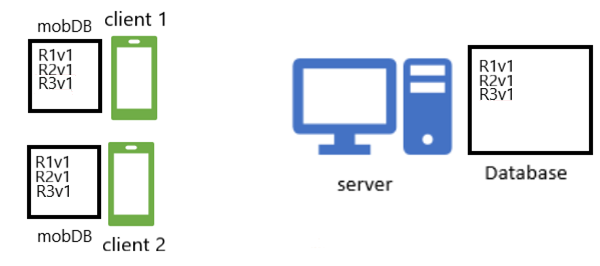 mobDB
client 1
R1v1
R2v1
R3v1
R1v1
R2v1
R3v1
mobDB
client 2
server
R1v1
R2v1
R3v1
Database